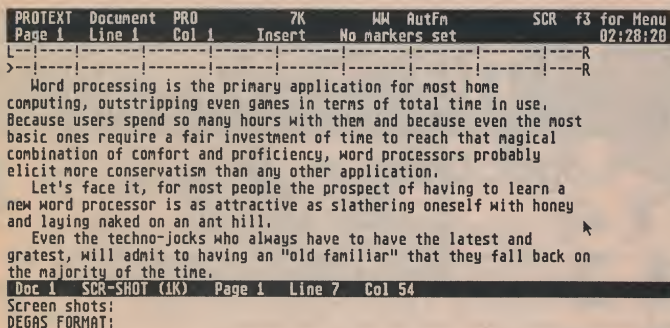 PROTEXT Document PRO 7K WW AutFm SCR f3 for Menu
Page 1 Line 1 Col 1 Insert No markers set 02:28:20
L--!------!------!------!------!------!------!------!------!----R
>--!------!------!------!------!------!------!------!------!----R
Word processing is the primary application for most home
computing, outstripping even games in terms of total time in use.
Because users spend so many hours with them and because even the most
basic ones require a fair investment of time to reach that magical
combination of comfort and proficiency, word processors probably
elicit more conservatism than any other application.
Let's face it, for most people the prospect of having to learn a
new word processor is as attractive as slathering oneself with honey
and laying naked on an ant hill.
Even the techno-jocks who always have to have the latest and
gratest, will admit to having an "old familiar" that they fall back on
the majority of the time.
Doc 1 SCR-SHOT (1K) Page 1 Line 7 Col 54
Screen shots:
DEGAS FORMAT: